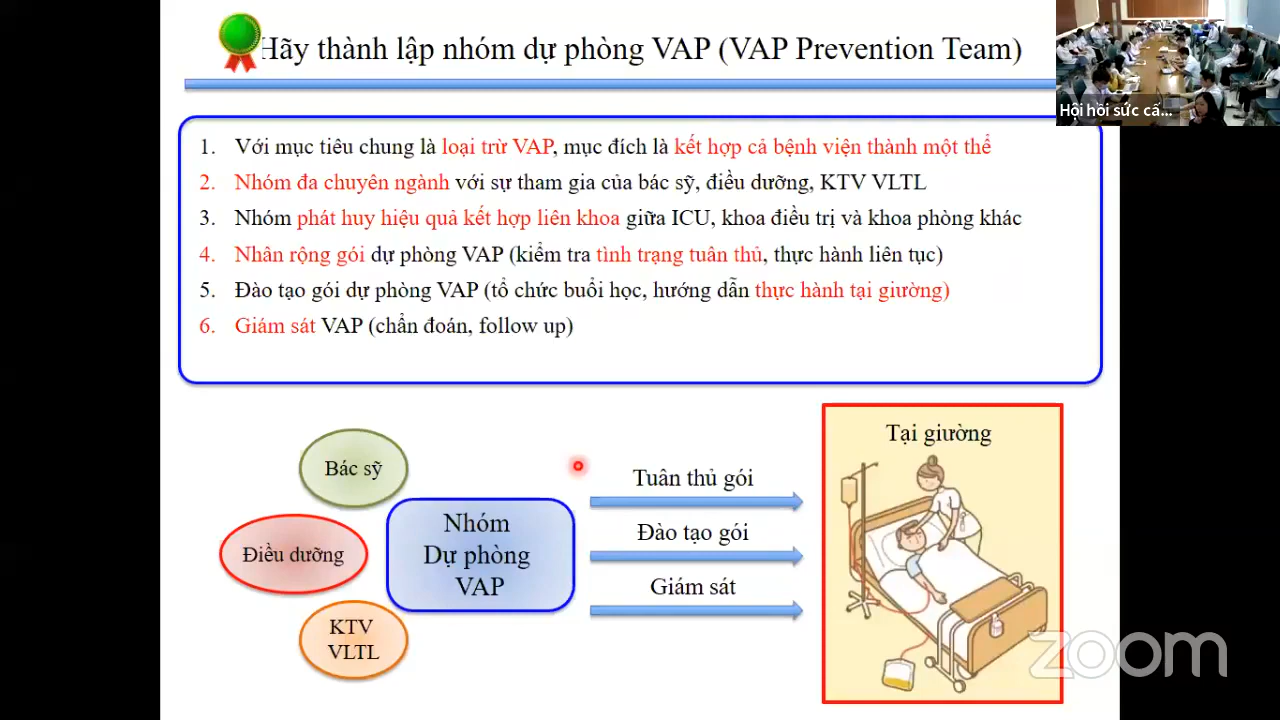 Hãy thành lập nhóm dự phòng VAP (VAP Prevention Team)
Hội hồi sức cấ...
1. Với mục tiêu chung là loại trừ VAP, mục đích là kết hợp cả bệnh viện thành một thể
2. Nhóm đa chuyên ngành với sự tham gia của bác sỹ, điều dưỡng, KTV VLTL
3. Nhóm phát huy hiệu quả kết hợp liên khoa giữa ICU, khoa điều trị và khoa phòng khác
4. Nhân rộng gói dự phòng VAP (kiểm tra tình trạng tuân thủ, thực hành liên tục)
5. Đào tạo gói dự phòng VAP (tổ chức buổi học, hướng dẫn thực hành tại giường)
6. Giám sát VAP (chẩn đoán, follow up)
Bác sỹ
Điều dưỡng
KTV
VLTL
Nhóm
Dự phòng
VAP
Tuân thủ gói
Đào tạo gói
Giám sát
Tại giường
zoom